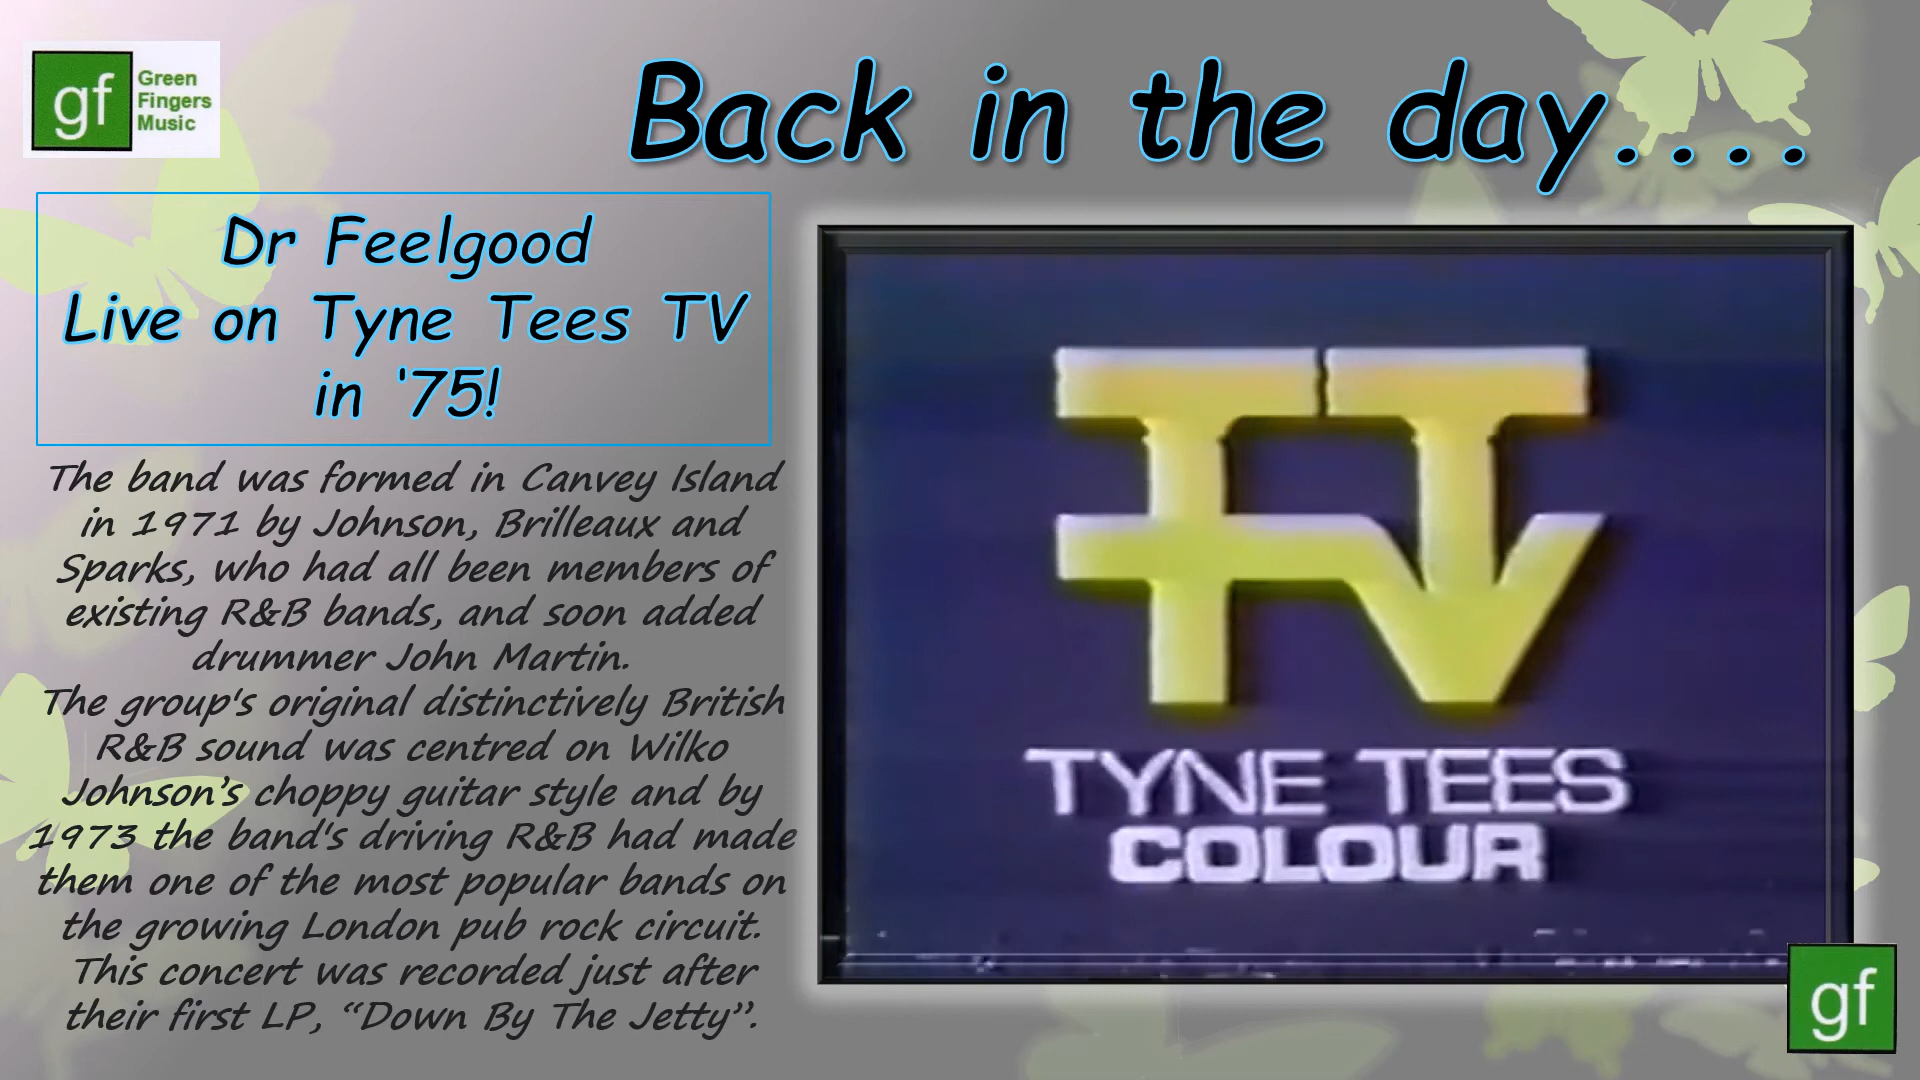 gf
Green
Fingers
Music
Back in the day....
Dr Feelgood
Live on Tyne Tees TV
in '75!
The band was formed in Canvey Island
in 1971 by Johnson, Brilleaux and
Sparks, who had all been members of
existing R&B bands, and soon added
drummer John Martin.
The group's original distinctively British
R&B sound was centred on Wilko
Johnson’s choppy guitar style and by
1973 the band's driving R&B had made
them one of the most popular bands on
the growing London pub rock circuit.
This concert was recorded just after
their first LP, “Down By The Jetty”.
TTTV
TYNE TEES
COLOUR
gf